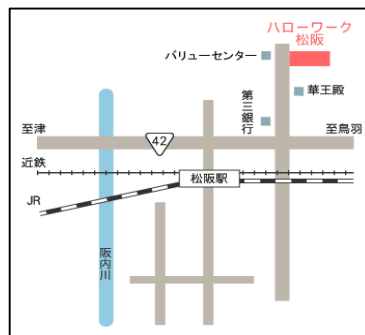 ハローワーク
松阪
バリューセンター
華王殿
第三銀行
至津
42
至鳥羽
近鉄
松阪駅
JR
阪内川